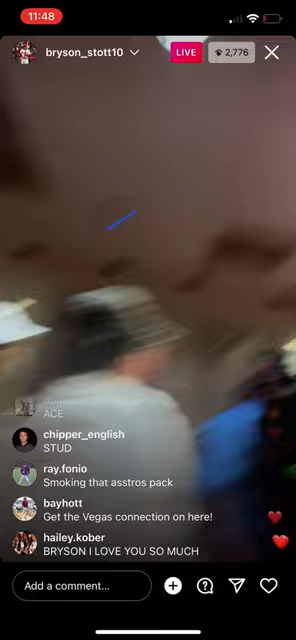 11:48
bryson_stott10
LIVE
2,776
ACE
chipper_english
STUD
ray.fonio
Smoking that asstros pack
bayhott
Get the Vegas connection on here!
hailey.kober
BRYSON I LOVE YOU SO MUCH
Add a comment...